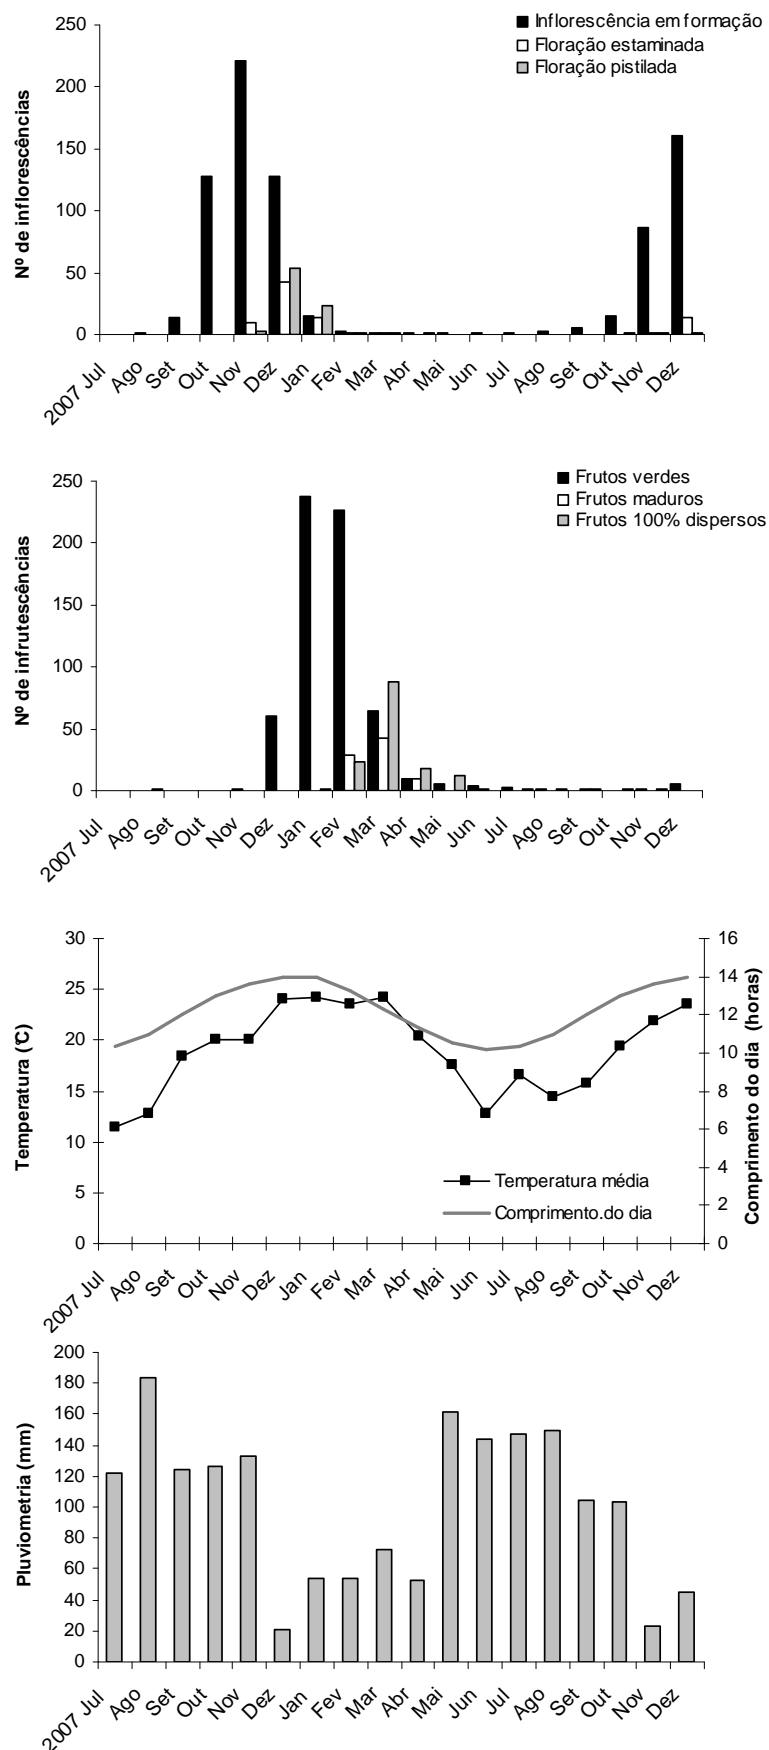 Nº de inflorescências
250
200
150
100
50
0
Inflorescência em formação
Floração estaminada
Floração pistilada
2007 Jul
Ago
Set
Out
Nov
Dez
Jan
Fev
Mar
Abr
Mai
Jun
Jul
Ago
Set
Out
Nov
Dez
Nº de infrutescências
250
200
150
100
50
0
Frutos verdes
Frutos maduros
Frutos 100% dispersos
2007 Jul
Ago
Set
Out
Nov
Dez
Jan
Fev
Mar
Abr
Mai
Jun
Jul
Ago
Set
Out
Nov
Dez
Temperatura (℃)
30
25
20
15
10
5
0
Temperatura média
Comprimento.do dia
16
14
12
10
8
6
4
2
0
Comprimento do dia (horas)
2007 Jul
Ago
Set
Out
Nov
Dez
Jan
Fev
Mar
Abr
Mai
Jun
Jul
Ago
Set
Out
Nov
Dez
Pluviometria (mm)
200
180
160
140
120
100
80
60
40
20
0
2007 Jul
Ago
Set
Out
Nov
Dez
Jan
Fev
Mar
Abr
Mai
Jun
Jul
Ago
Set
Out
Nov
Dez